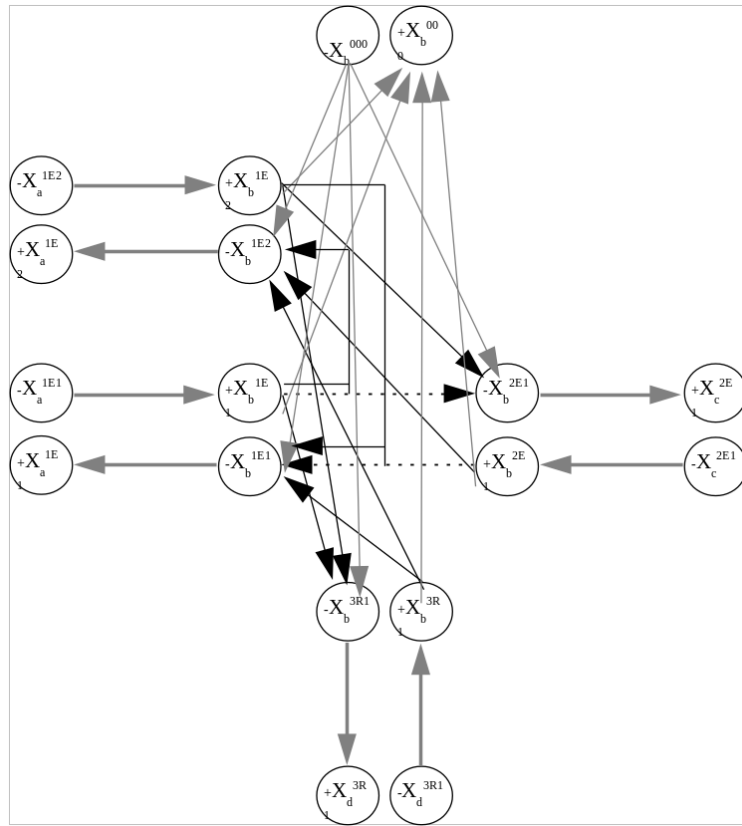 -X_b^000 +X_b^00 0
-X_a^1E2 +X_b^1E 2
+X_a^1E 2 -X_b^1E2
-X_a^1E1 +X_b^1E 1 -X_b^2E1 +X_c^2E 1
+X_a^1E 1 -X_b^1E1 +X_b^2E 1 -X_c^2E1
-X_b^3R1 +X_b^3R 1
+X_d^3R 1 -X_d^3R1